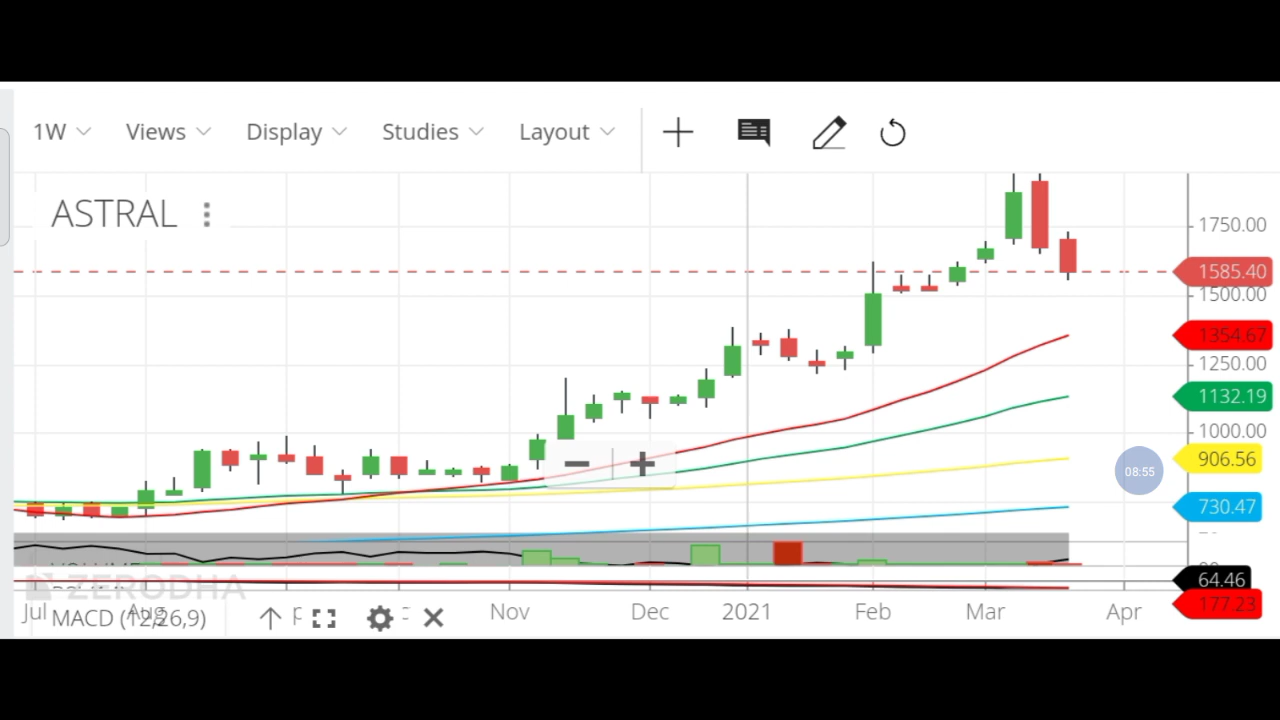 1W Views Display Studies Layout
ASTRAL
1750.00
1585.40
1500.00
1354.67
1250.00
1132.19
1000.00
906.56
08:55
730.47
ZERODHA
64.46
177.23
Jul Aug Nov Dec 2021 Feb Mar Apr
MACD (12,26,9)